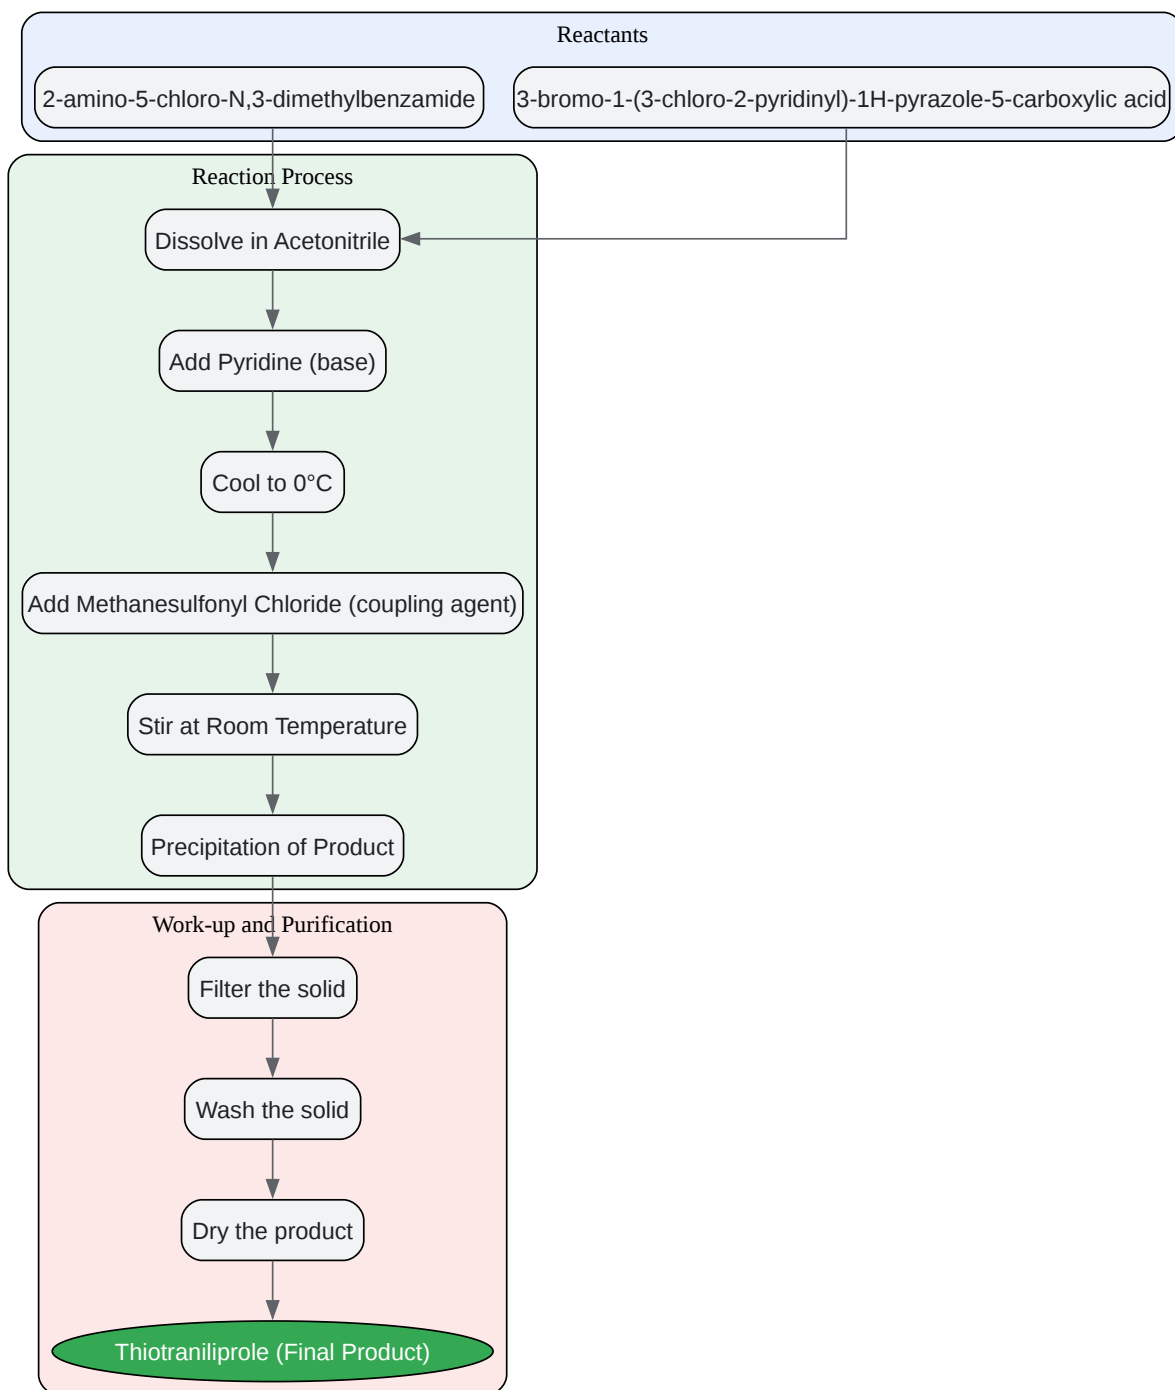 Reactants
2-amino-5-chloro-N,3-dimethylbenzamide
3-bromo-1-(3-chloro-2-pyridinyl)-1H-pyrazole-5-carboxylic acid
Reaction Process
Dissolve in Acetonitrile
Add Pyridine (base)
Cool to 0°C
Add Methanesulfonyl Chloride (coupling agent)
Stir at Room Temperature
Precipitation of Product
Work-up and Purification
Filter the solid
Wash the solid
Dry the product
Thiotraniliprole (Final Product)